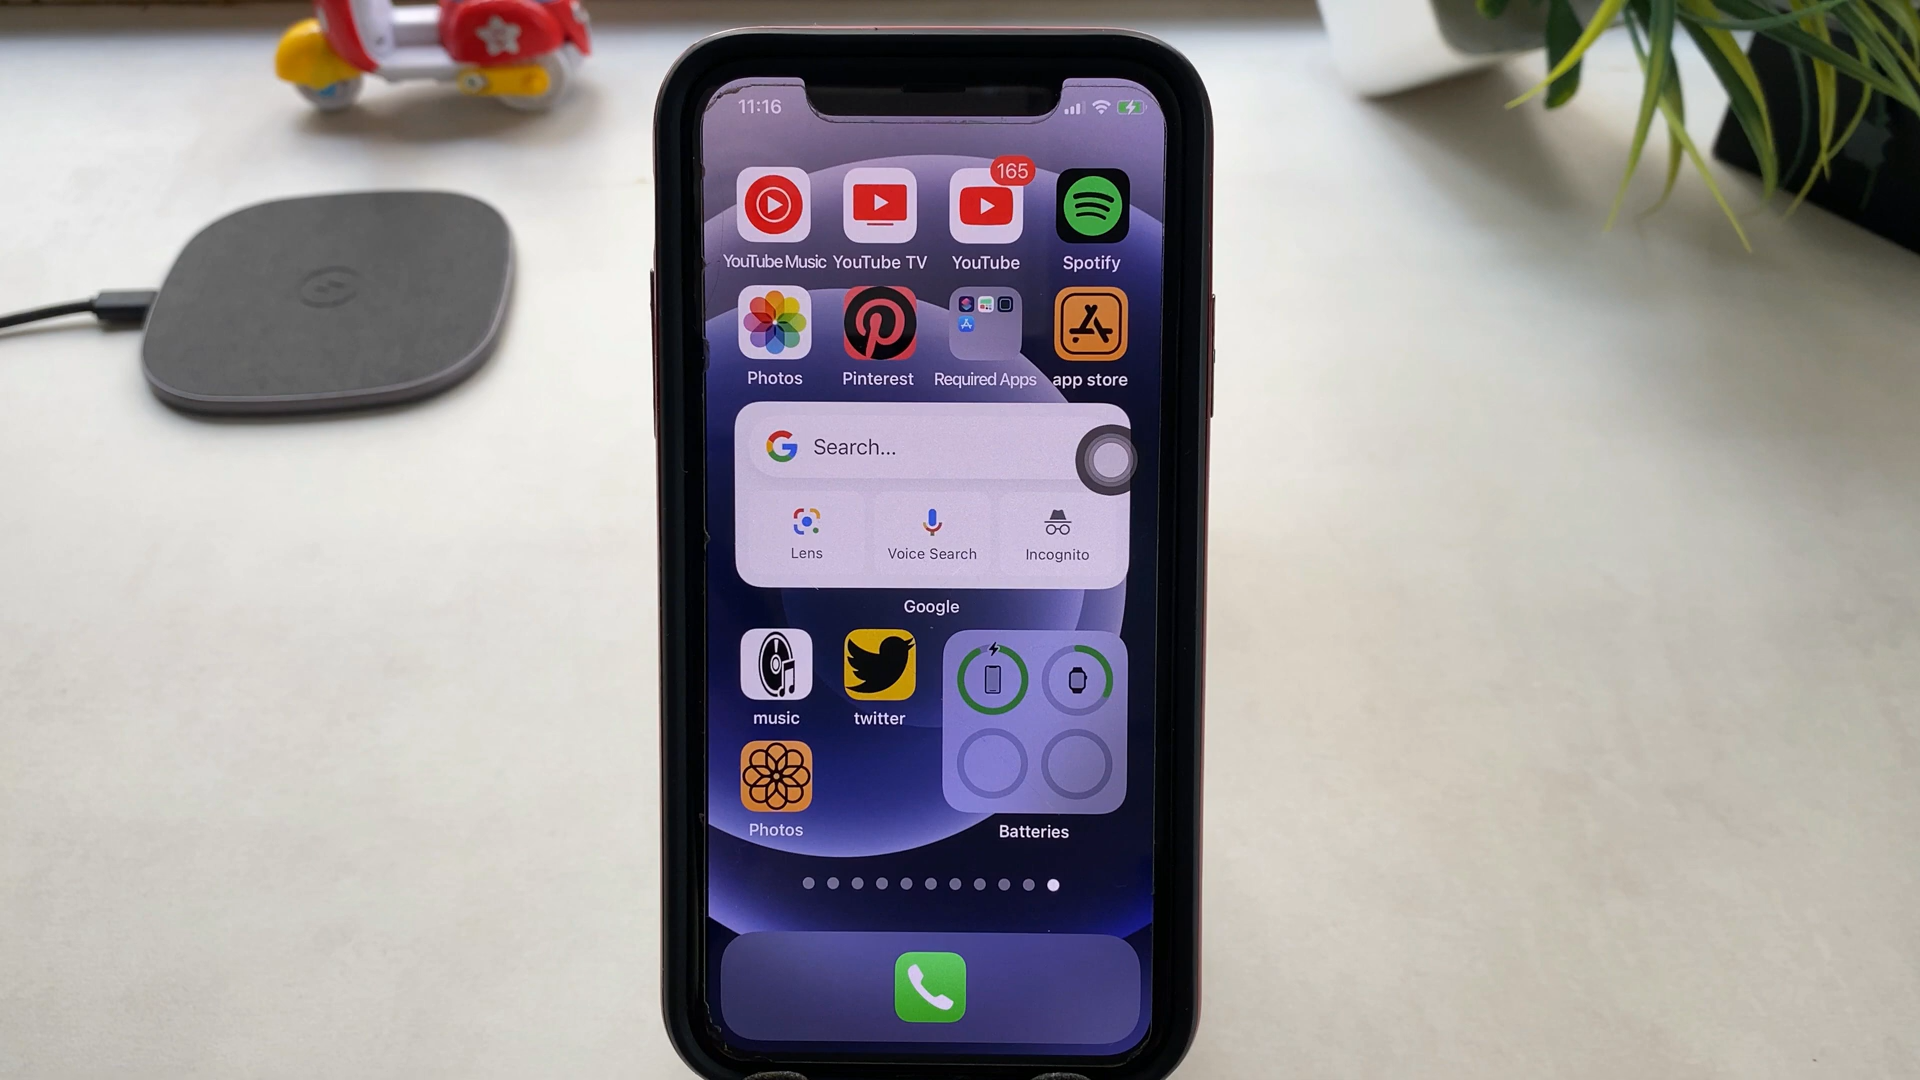 11:16
165
YouTube Music YouTube TV YouTube Spotify
Photos Pinterest Required Apps app store
Search...
Lens Voice Search Incognito
Google
music twitter
Photos
Batteries